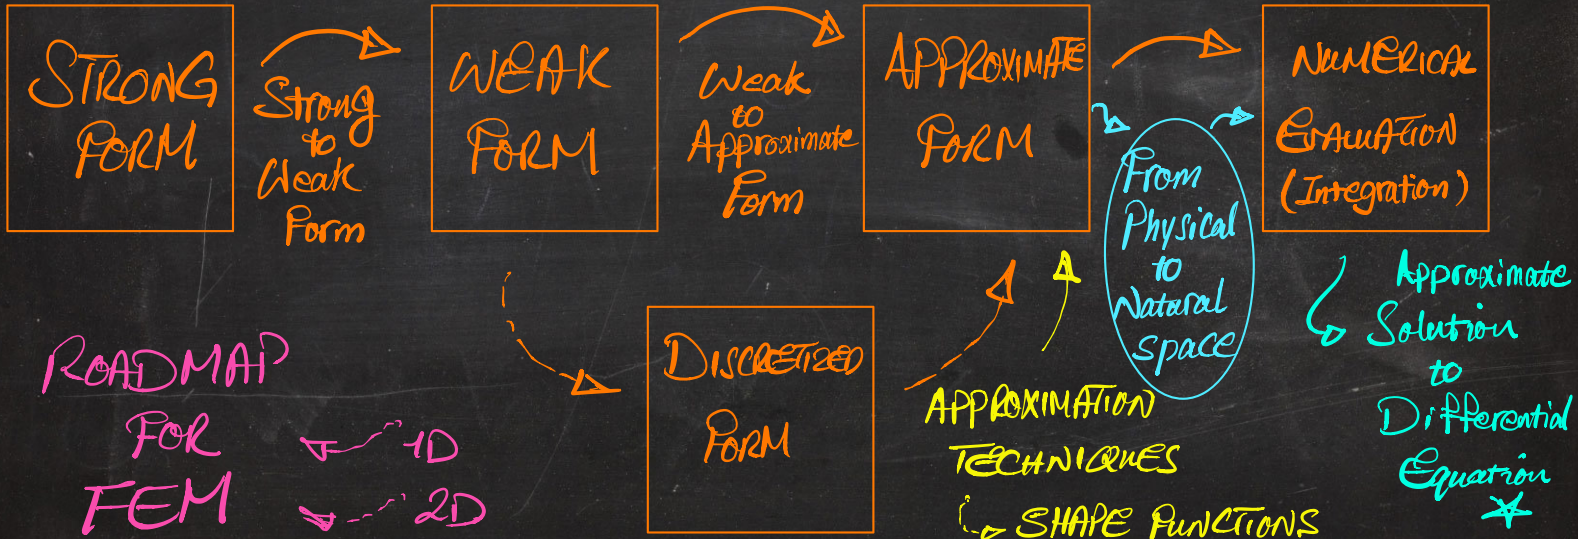 STRONG
FORM
Strong
to
Weak
Form
WEAK
FORM
Weak
to
Approximate
Form
APPROXIMATE
FORM
From
Physical
to
Natural
space
NUMERICAL
EVALUATION
(Integration)
Approximate
Solution
to
Differential
Equation
DISCRETIZED
FORM
APPROXIMATION
TECHNIQUES
SHAPE FUNCTIONS
ROADMAP
FOR
FEM
1D
2D